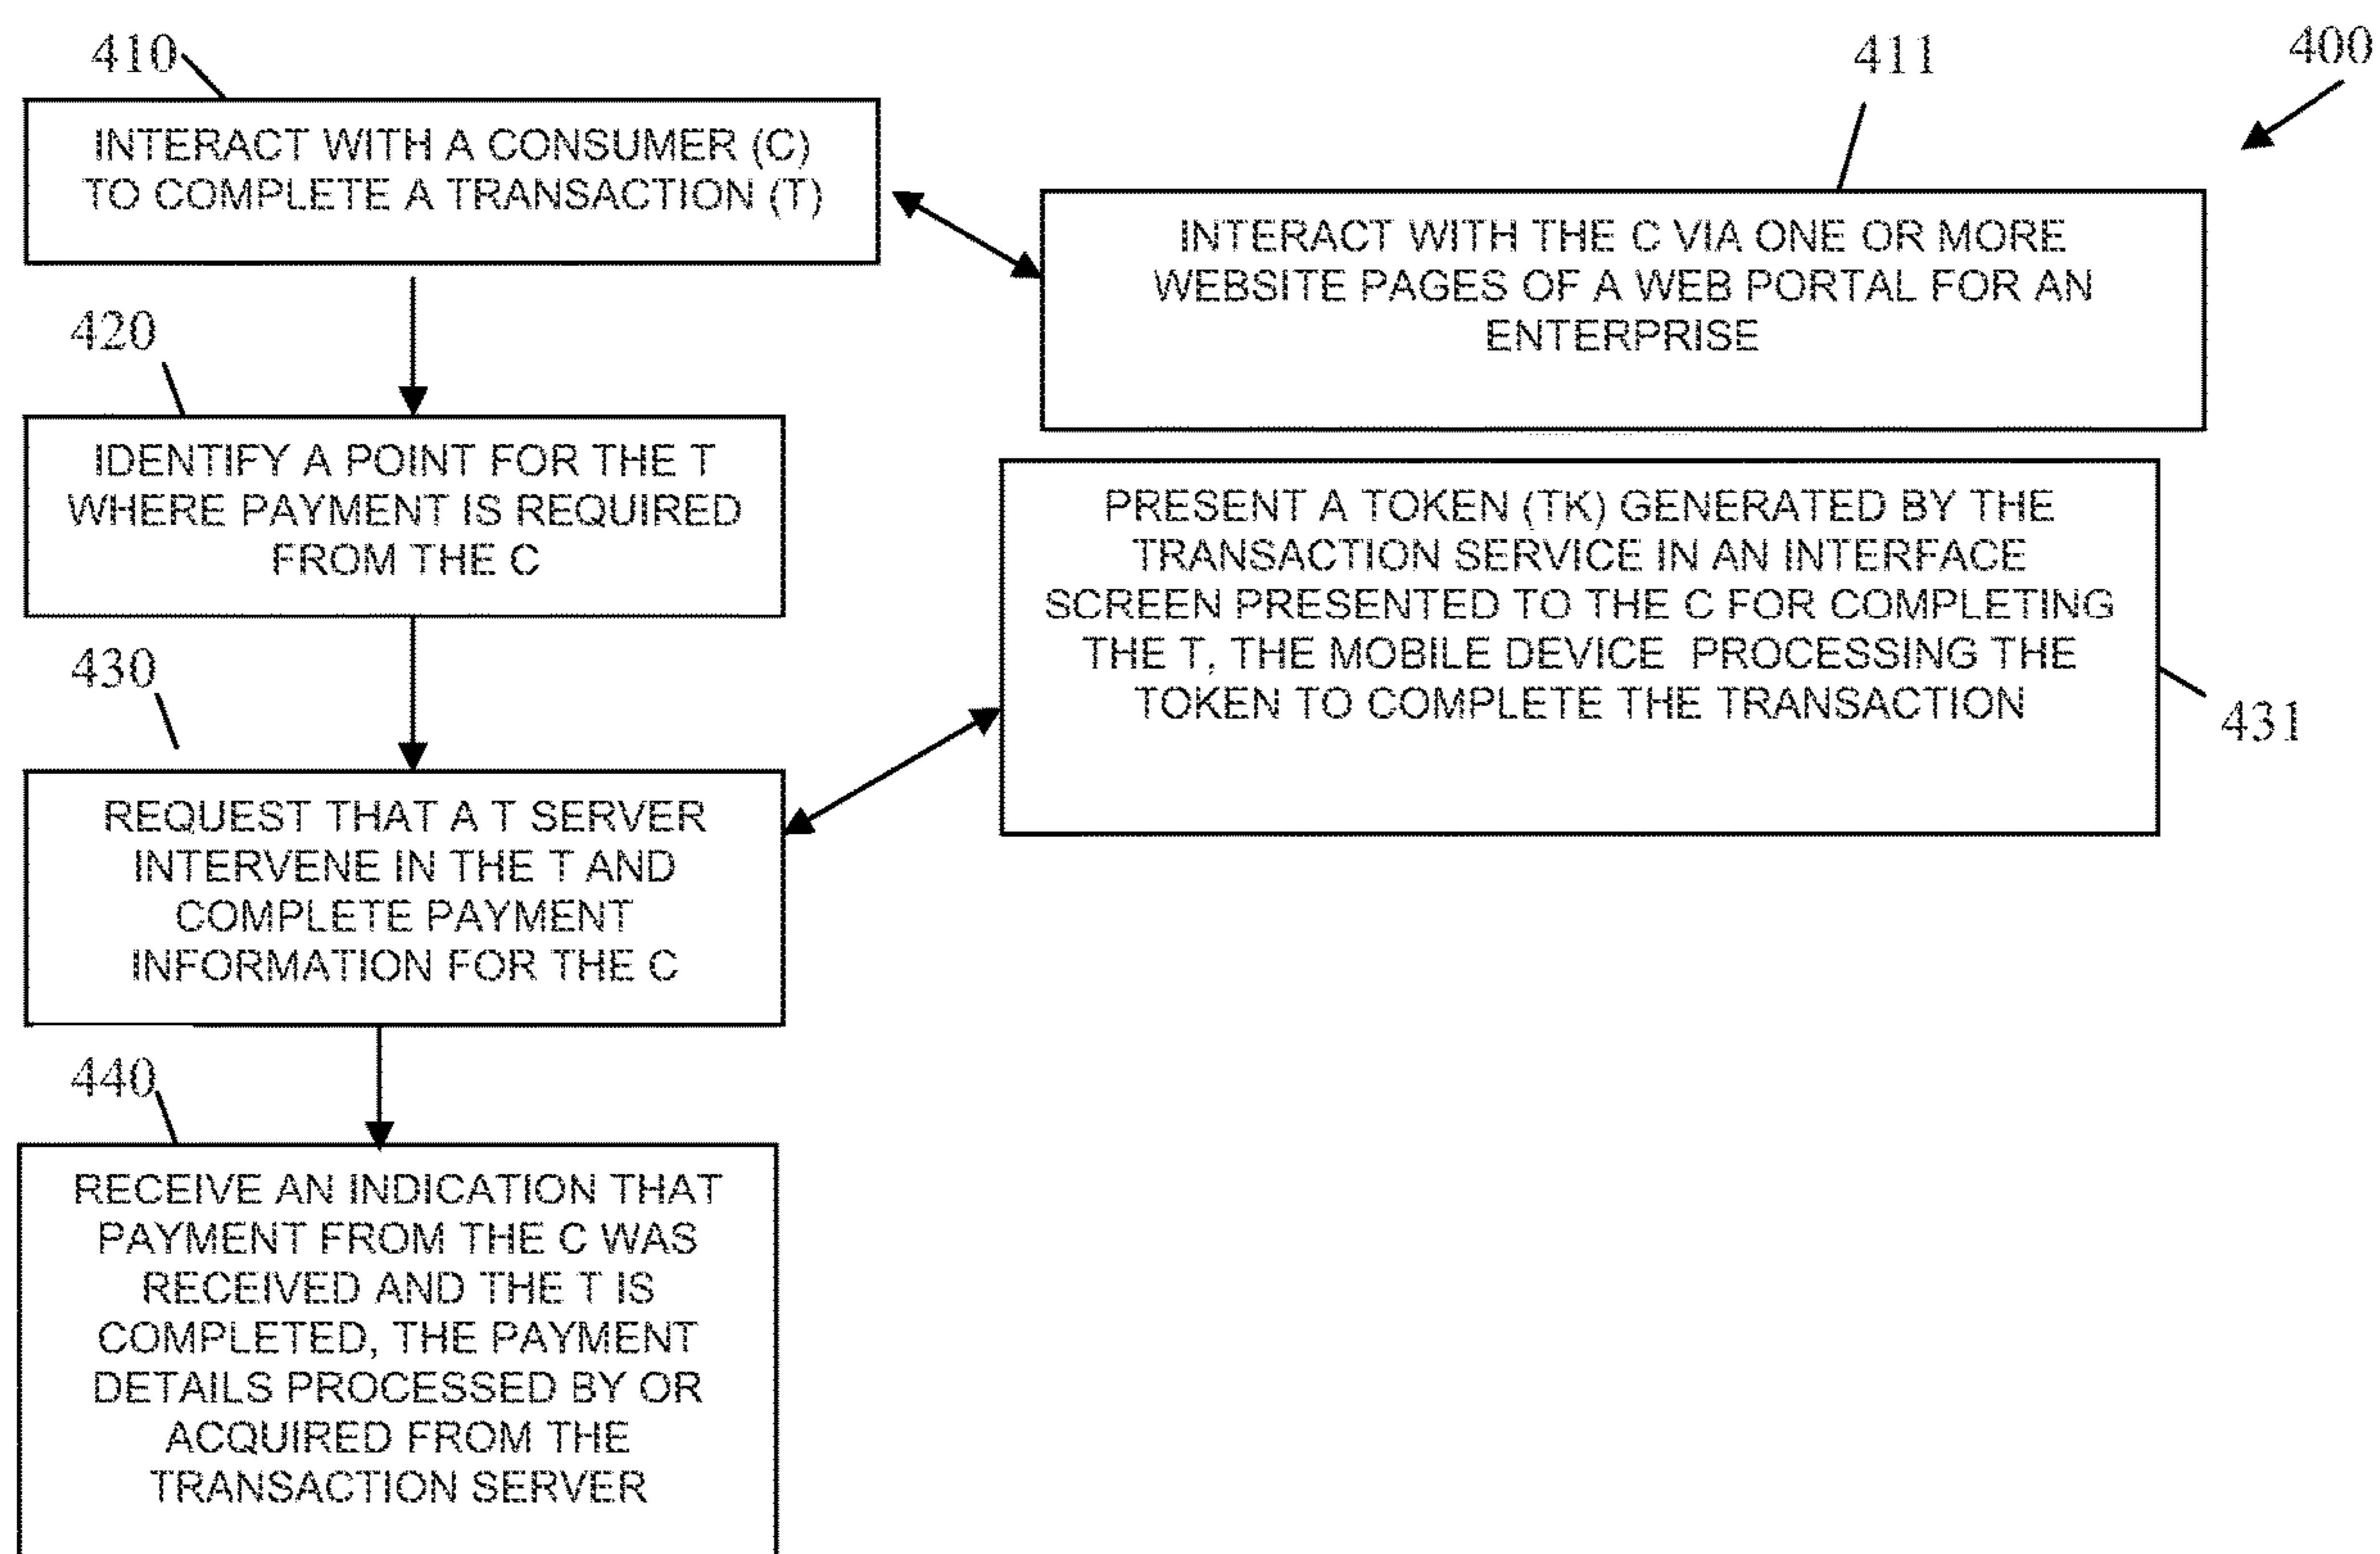 410
411
400
INTERACT WITH A CONSUMER (C)
TO COMPLETE A TRANSACTION (T)
INTERACT WITH THE C VIA ONE OR MORE
WEBSITE PAGES OF A WEB PORTAL FOR AN
ENTERPRISE
420
IDENTIFY A POINT FOR THE T
WHERE PAYMENT IS REQUIRED
FROM THE C
PRESENT A TOKEN (TK) GENERATED BY THE
TRANSACTION SERVICE IN AN INTERFACE
SCREEN PRESENTED TO THE C FOR COMPLETING
THE T, THE MOBILE DEVICE PROCESSING THE
TOKEN TO COMPLETE THE TRANSACTION
431
430
REQUEST THAT A T SERVER
INTERVENE IN THE T AND
COMPLETE PAYMENT
INFORMATION FOR THE C
440
RECEIVE AN INDICATION THAT
PAYMENT FROM THE C WAS
RECEIVED AND THE T IS
COMPLETED, THE PAYMENT
DETAILS PROCESSED BY OR
ACQUIRED FROM THE
TRANSACTION SERVER